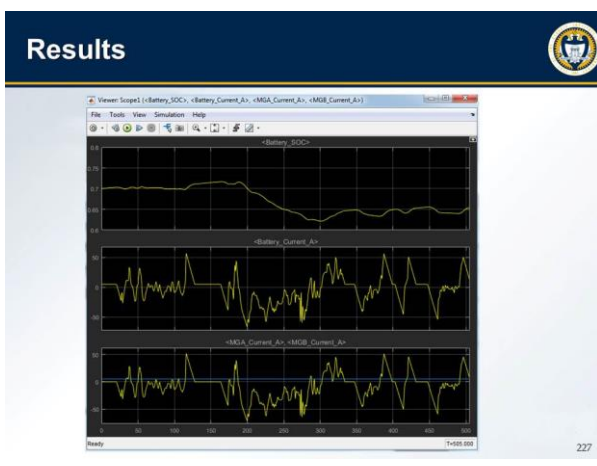 Results
Viewer: Scope1 (<Battery_SOC>, <Battery_Current_A>, <MGA_Current_A>, <MGB_Current_A>)
File Tools View Simulation Help
<Battery_SOC>
0.8
0.75
0.7
0.65
0.6
<Battery_Current_A>
50
0
-50
<MGA_Current_A>, <MGB_Current_A>
50
0
-50
0 50 100 150 200 250 300 350 400 450 500
Ready T=505.000
227